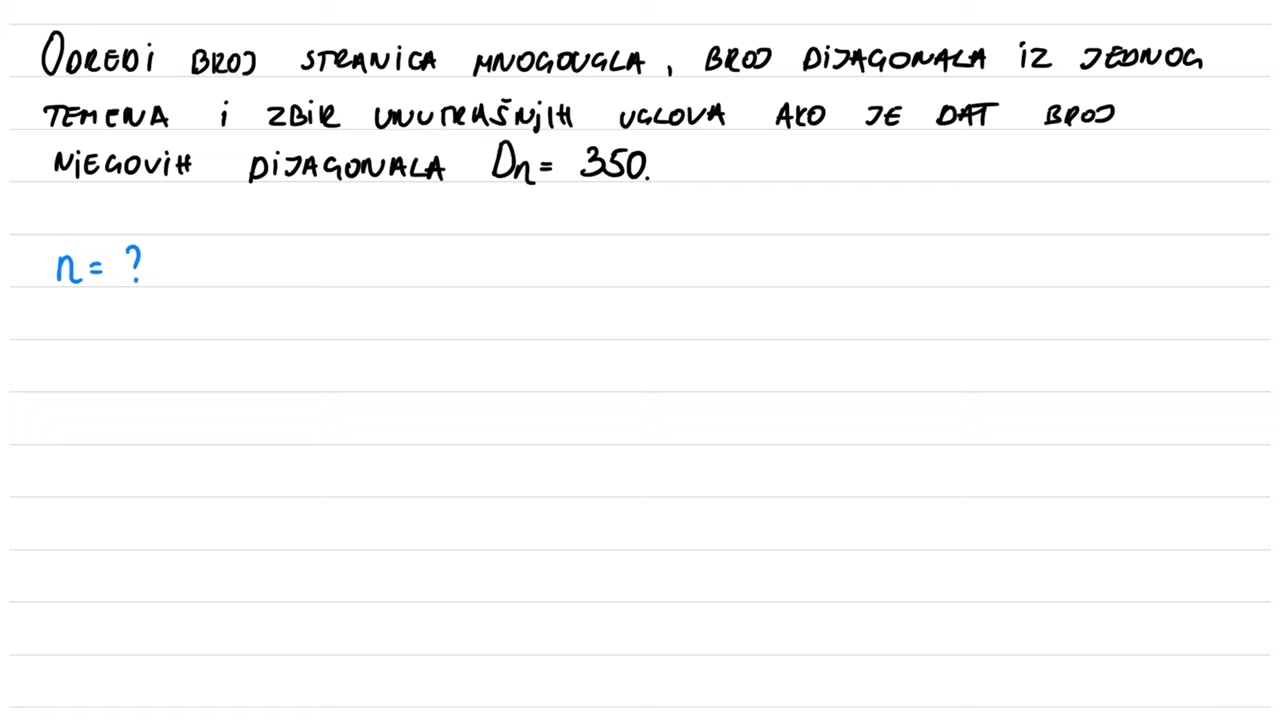 ODREDI BROJ STRANICA MNOGOUGLA, BROJ DIJAGONALA IZ JEDNOG
TEMENA I ZBIR UNUTRAŠNJIH UGLOVA AKO JE DAT BROJ
NJEGOVIH DIJAGONALA Dn = 350.
n = ?